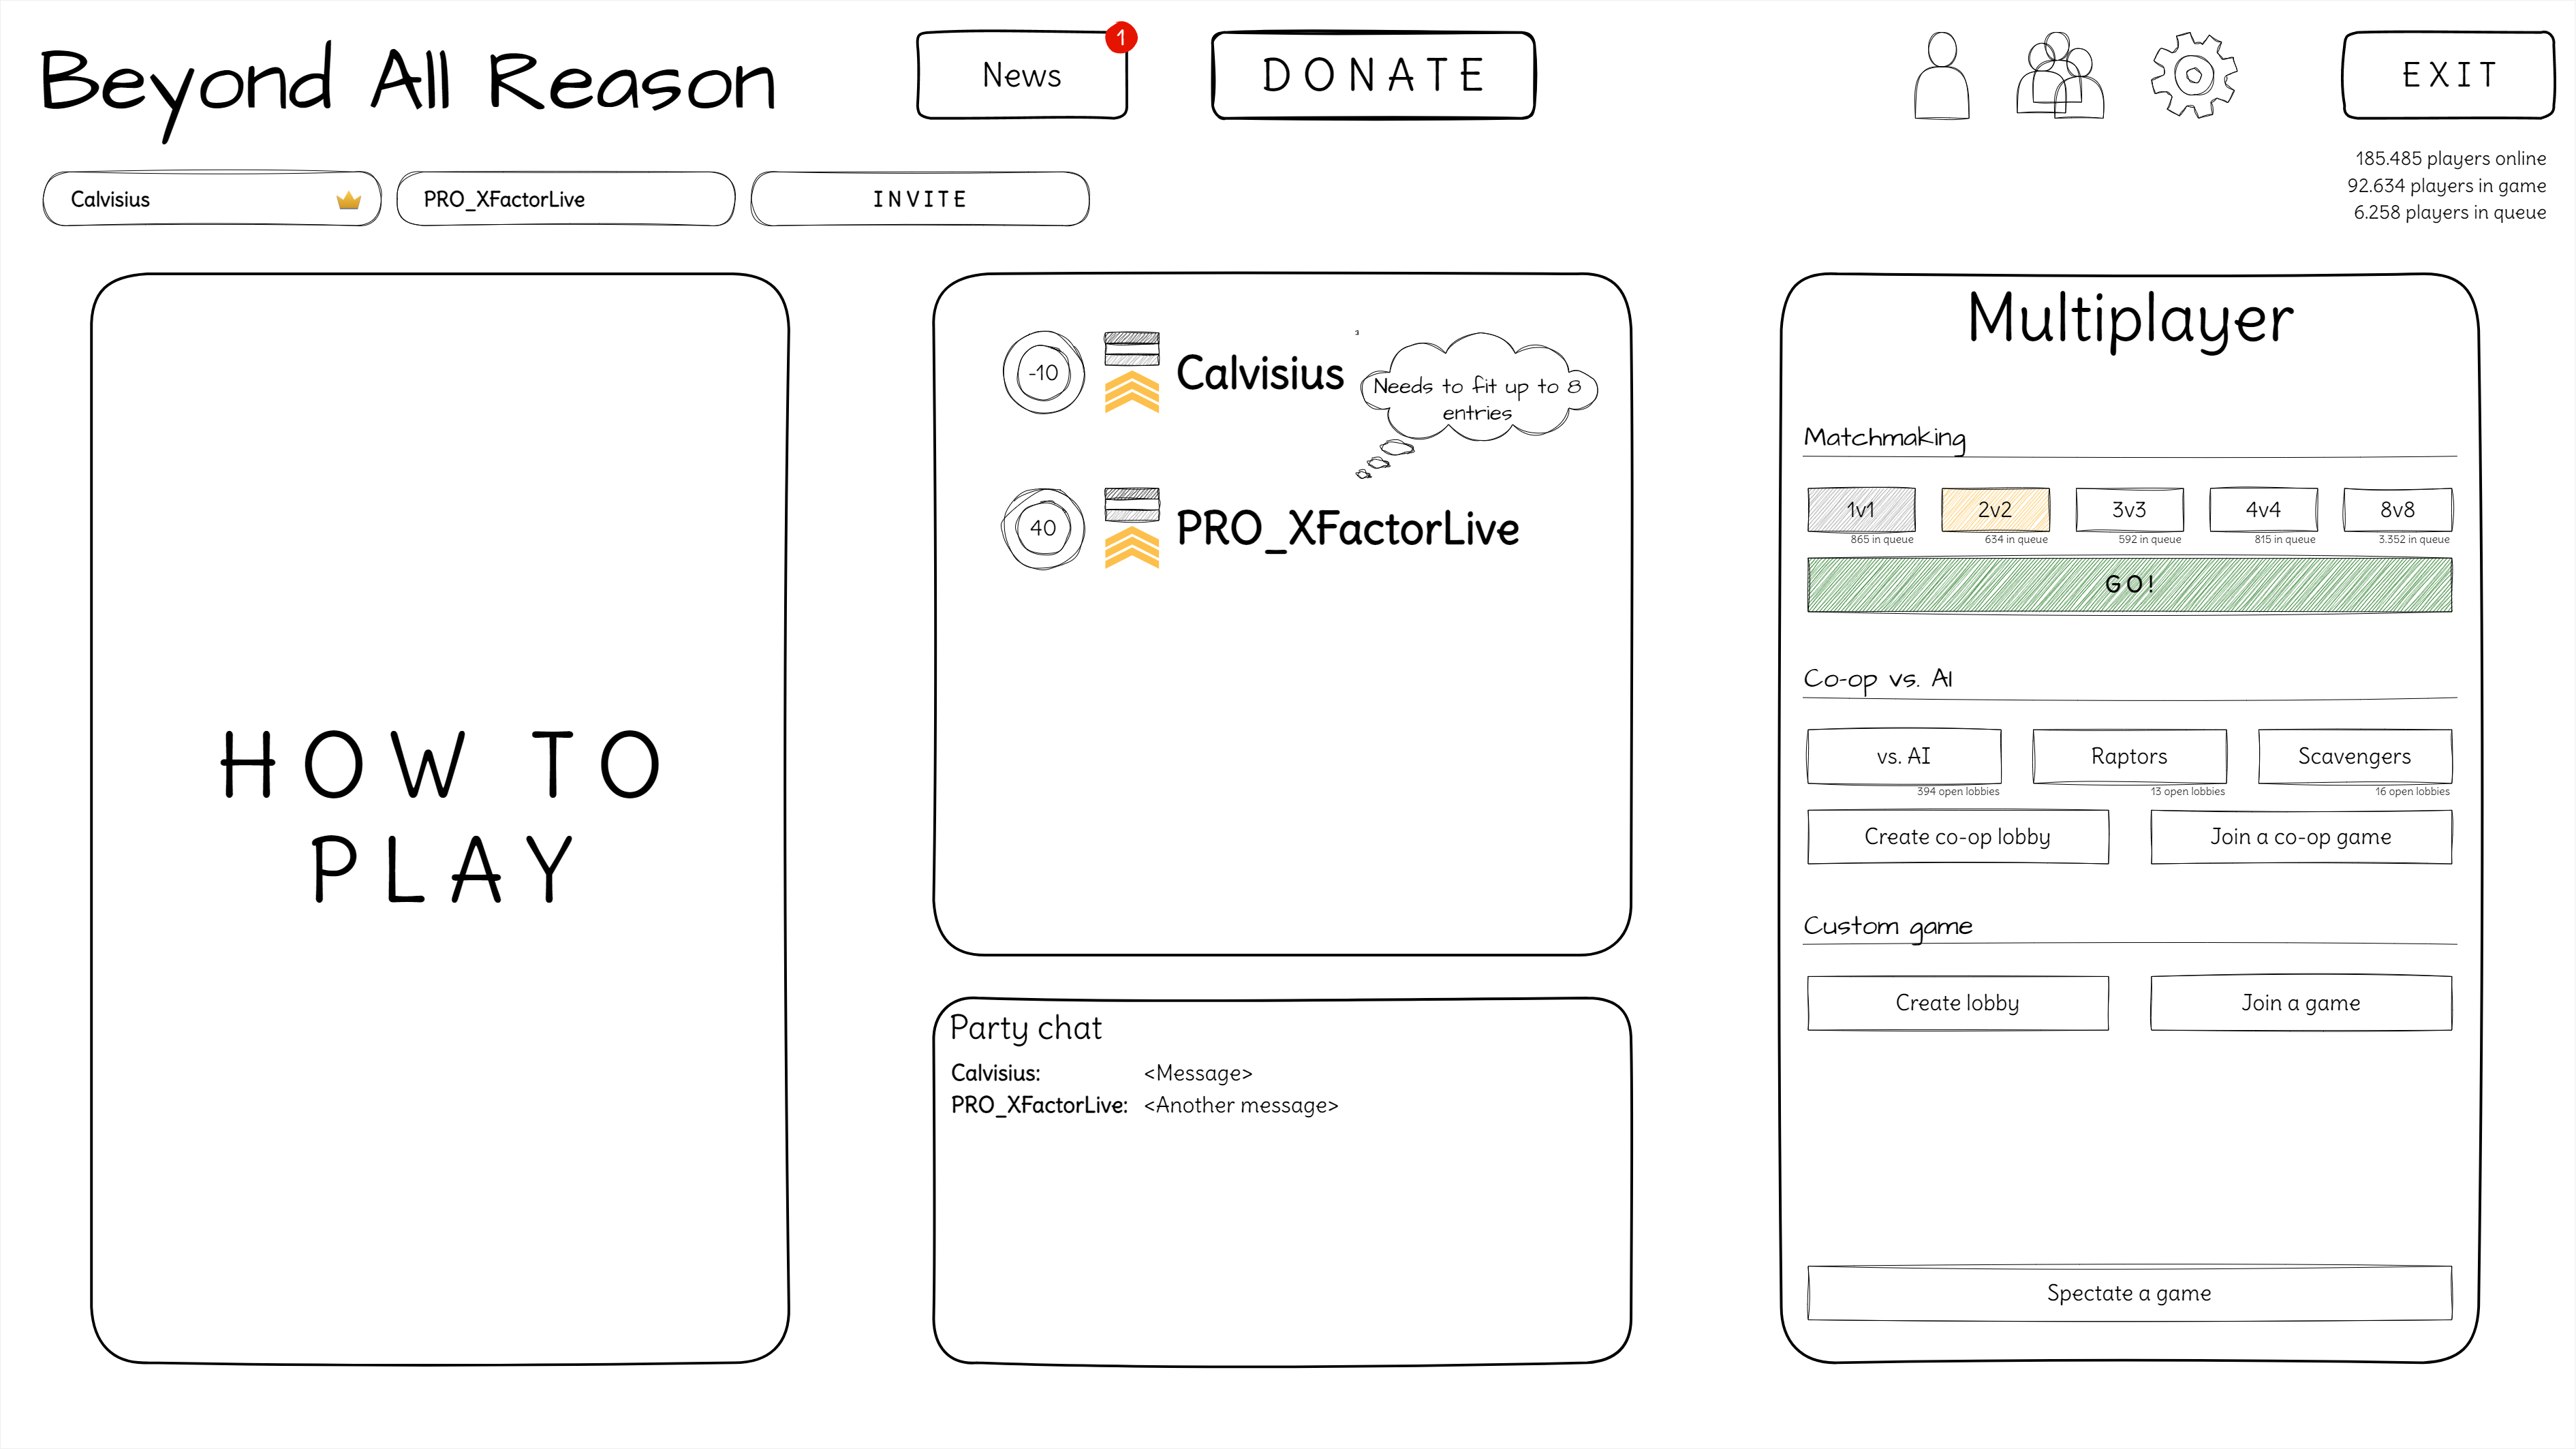 Beyond All Reason
News
1
DONATE
EXIT
185.485 players online
92.634 players in game
6.258 players in queue
Calvisius
PRO_XFactorLive
INVITE
HOW TO
PLAY
-10
Calvisius
3
Needs to fit up to 8
entries
40
PRO_XFactorLive
Party chat
Calvisius: <Message>
PRO_XFactorLive: <Another message>
Multiplayer
Matchmaking
1v1
2v2
3v3
4v4
8v8
865 in queue
634 in queue
592 in queue
815 in queue
3.352 in queue
GO!
Co-op vs. AI
vs. AI
Raptors
Scavengers
394 open lobbies
13 open lobbies
16 open lobbies
Create co-op lobby
Join a co-op game
Custom game
Create lobby
Join a game
Spectate a game